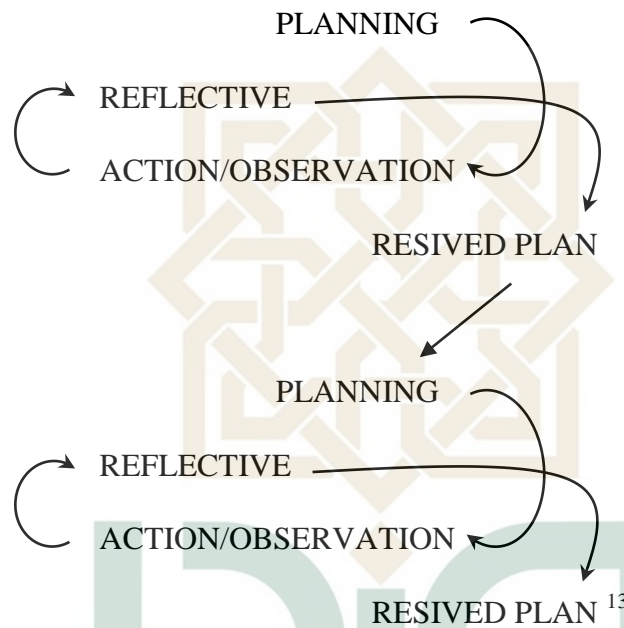 PLANNING
REFLECTIVE
ACTION/OBSERVATION
RESIVED PLAN
PLANNING
REFLECTIVE
ACTION/OBSERVATION
RESIVED PLAN 13